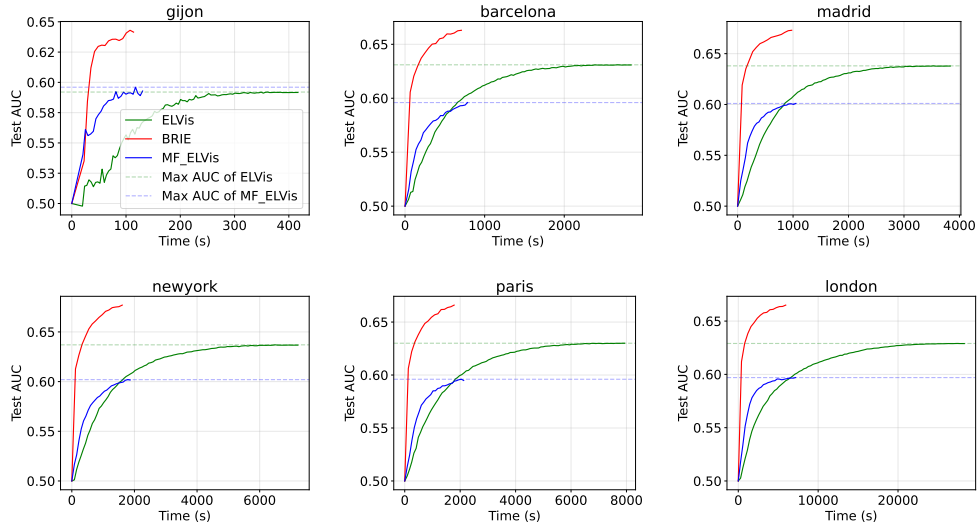 gijon
0.65
0.62
0.60
0.58
0.55
0.53
0.50
Test AUC
0 100 200 300 400
Time (s)
ELVis
BRIE
MF_ELVis
Max AUC of ELVis
Max AUC of MF_ELVis
barcelona
0.65
0.60
0.55
0.50
Test AUC
0 1000 2000
Time (s)
madrid
0.65
0.60
0.55
0.50
Test AUC
0 1000 2000 3000 4000
Time (s)
newyork
0.65
0.60
0.55
0.50
Test AUC
0 2000 4000 6000
Time (s)
paris
0.65
0.60
0.55
0.50
Test AUC
0 2000 4000 6000 8000
Time (s)
london
0.65
0.60
0.55
0.50
Test AUC
0 10000 20000
Time (s)